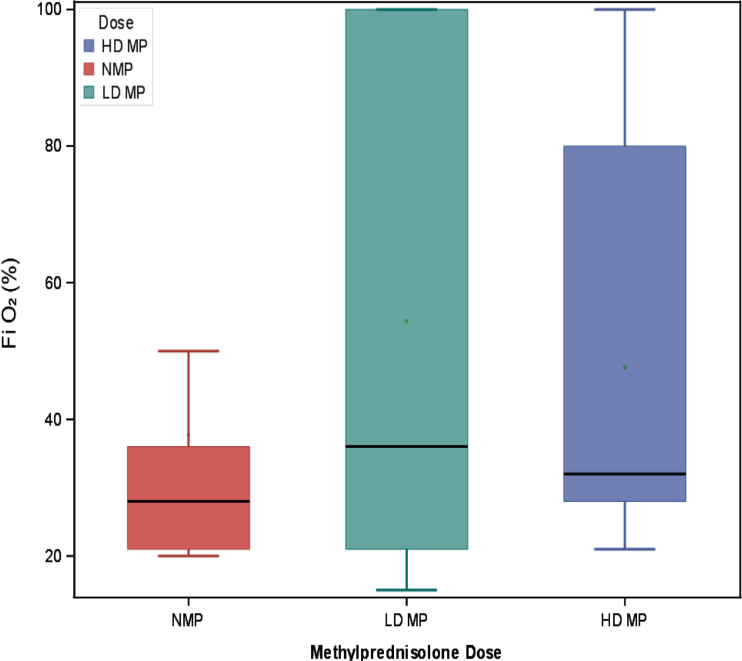 Dose
HD MP
NMP
LD MP
100
80
60
40
20
Fi O₂ (%)
NMP
LD MP
HD MP
Methylprednisolone Dose